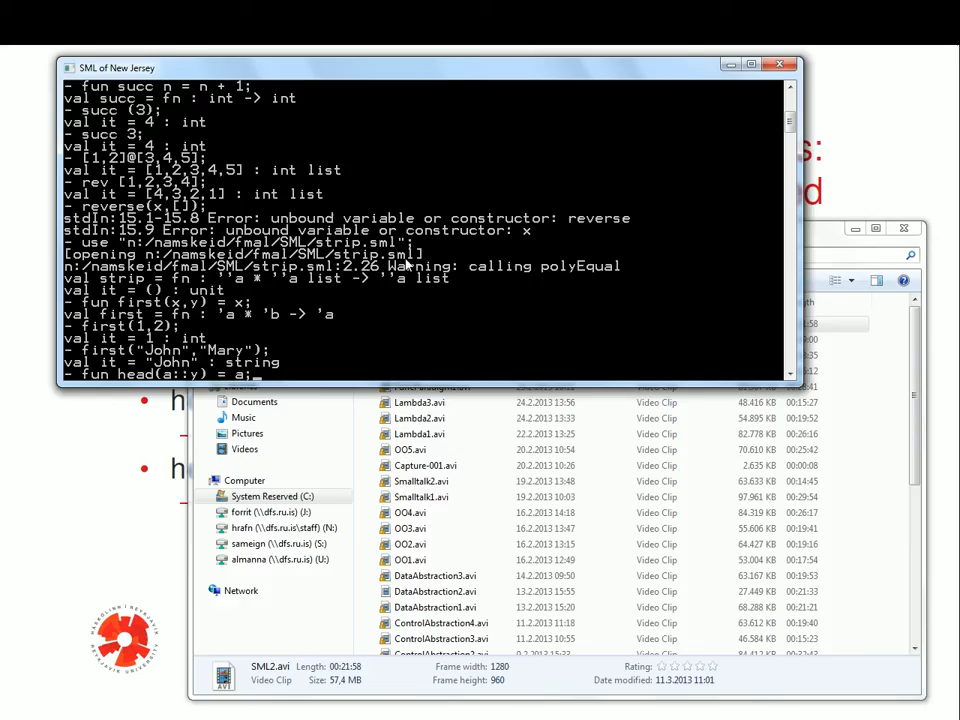 SML of New Jersey
- fun succ n = n + 1;
val succ = fn : int -> int
- succ (3);
val it = 4 : int
- succ 3;
val it = 4 : int
- [1,2]@[3,4,5];
val it = [1,2,3,4,5] : int list
- rev [1,2,3,4];
val it = [4,3,2,1] : int list
- reverse(x,[]);
stdIn:15.1-15.8 Error: unbound variable or constructor: reverse
stdIn:15.9 Error: unbound variable or constructor: x
- use "n:/namskeid/fmal/SML/strip.sml";
[opening n:/namskeid/fmal/SML/strip.sml]
n:/namskeid/fmal/SML/strip.sml:2.26 Warning: calling polyEqual
val strip = fn : ''a * ''a list -> ''a list
val it = () : unit
- fun first(x,y) = x;
val first = fn : 'a * 'b -> 'a
- first(1,2);
val it = 1 : int
- first("John","Mary");
val it = "John" : string
- fun head(a::y) = a;
s:
d
• h
• h
Documents
Music
Pictures
Videos
Computer
System Reserved (C:)
forrit (\\dfs.ru.is) (J:)
hrafn (\\dfs.ru.is\staff) (N:)
sameign (\\dfs.ru.is) (S:)
almanna (\\dfs.ru.is) (U:)
Network
Lambda3.avi 24.2.2013 13:56 Video Clip 48.416 KB 00:15:27
Lambda2.avi 24.2.2013 13:33 Video Clip 54.895 KB 00:17:52
Lambda1.avi 22.2.2013 13:25 Video Clip 82.778 KB 00:26:16
OO5.avi 20.2.2013 10:54 Video Clip 70.610 KB 00:25:42
Capture-001.avi 20.2.2013 10:26 Video Clip 2.635 KB 00:00:08
Smalltalk2.avi 19.2.2013 12:53 Video Clip 63.633 KB 00:14:45
Smalltalk1.avi 19.2.2013 10:03 Video Clip 97.957 KB 00:29:54
OO4.avi 16.2.2013 14:27 Video Clip 84.319 KB 00:26:17
OO3.avi 16.2.2013 13:47 Video Clip 55.606 KB 00:19:41
OO2.avi 16.2.2013 13:15 Video Clip 64.427 KB 00:24:40
OO1.avi 16.2.2013 12:49 Video Clip 53.004 KB 00:17:54
DataAbstraction3.avi 14.2.2013 09:50 Video Clip 63.167 KB 00:19:53
DataAbstraction2.avi 13.2.2013 15:55 Video Clip 27.449 KB 00:21:33
DataAbstraction1.avi 13.2.2013 15:20 Video Clip 67.728 KB 00:21:21
ControlAbstraction4.avi 11.2.2013 11:18 Video Clip 63.612 KB 00:19:40
ControlAbstraction3.avi 11.2.2013 10:55 Video Clip 46.584 KB 00:15:23
SML2.avi Length: 00:21:58 Frame width: 1280 Rating:
Video Clip Size: 57,4 MB Frame height: 960 Date modified: 11.3.2013 11:01
HÁSKÓLINN Í REYKJAVÍK
REYKJAVIK UNIVERSITY